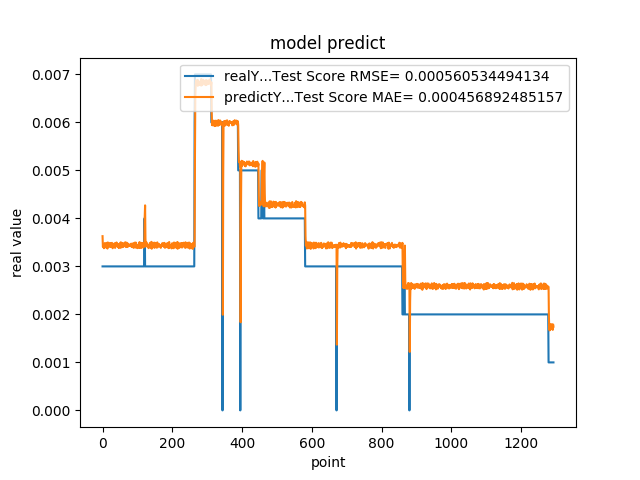 model predict
realY...Test Score RMSE= 0.000560534494134
predictY...Test Score MAE= 0.000456892485157
real value
0.007
0.006
0.005
0.004
0.003
0.002
0.001
0.000
0 200 400 600 800 1000 1200
point